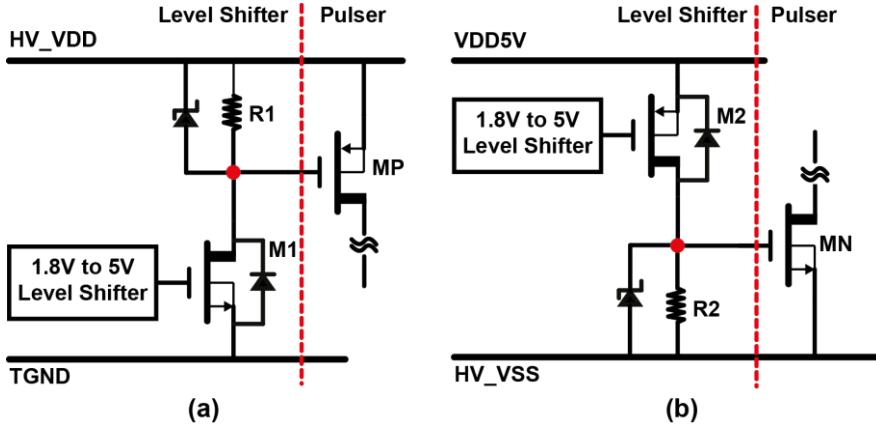 Level Shifter
Pulser
HV_VDD
R1
MP
M1
1.8V to 5V
Level Shifter
TGND
(a)
Level Shifter
Pulser
VDD5V
1.8V to 5V
Level Shifter
M2
MN
R2
HV_VSS
(b)